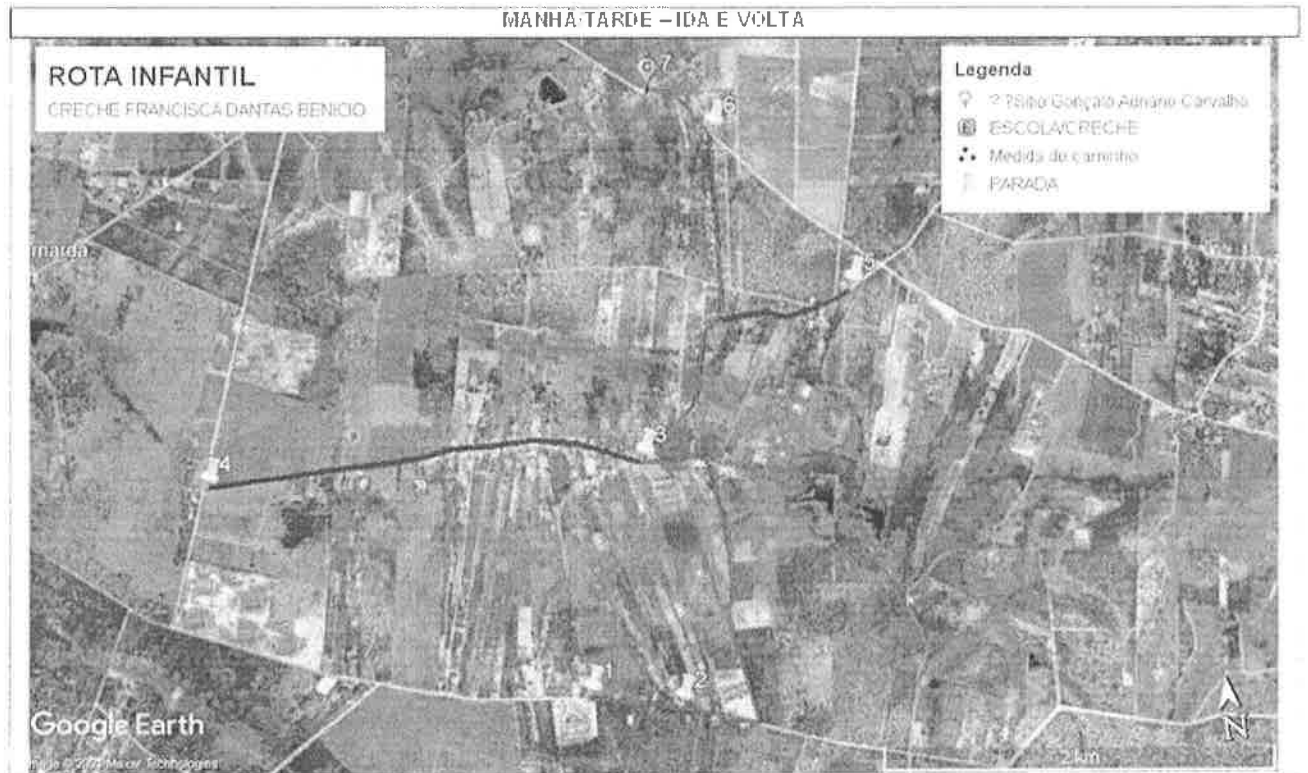 MANHÃ TARDE – IDA E VOLTA
ROTA INFANTIL
CRECHE FRANCISCA DANTAS BENICIO
Legenda
Sítio Gonçalo Adriano Carvalho
ESCOLA/CRECHE
Medida do caminho
PARADA
7
6
5
3
4
1
2
Google Earth
Technologies
2 km
N